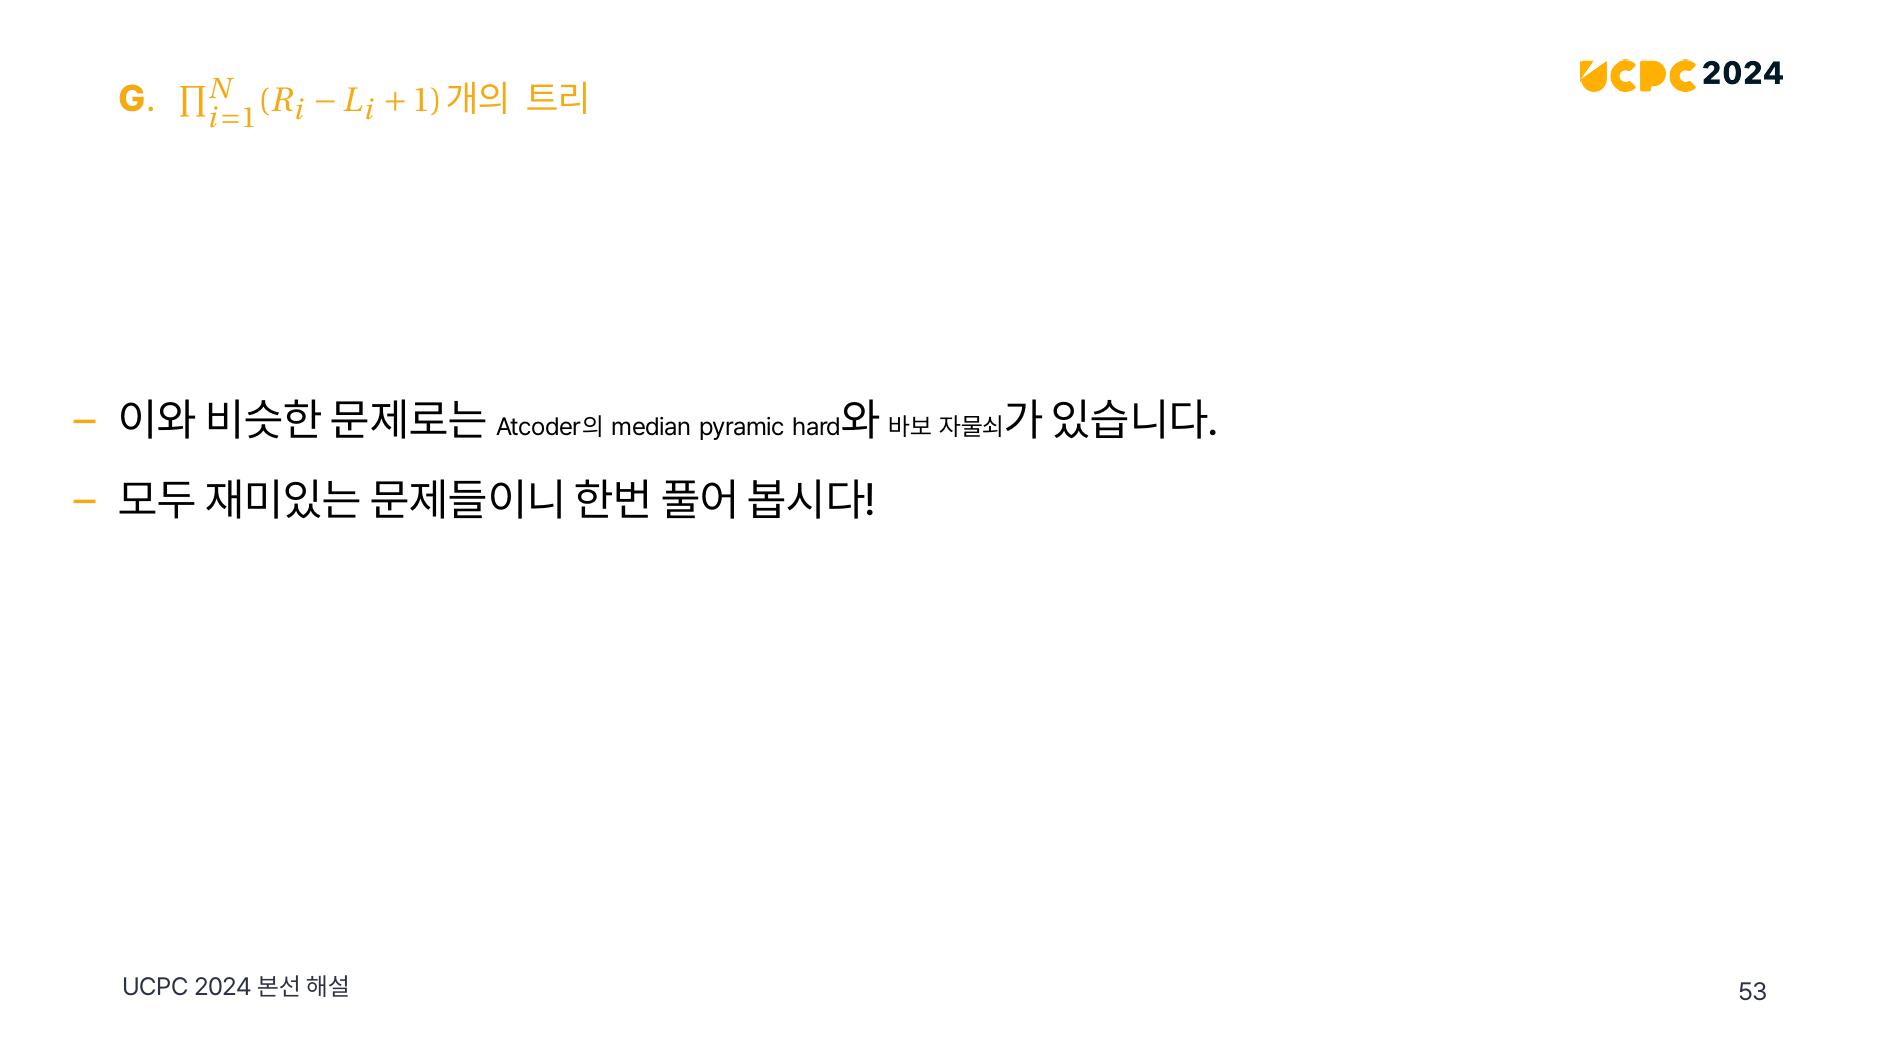 G. ∏_{i=1}^{N}(R_i − L_i + 1)개의 트리
UCPC 2024
– 이와 비슷한 문제로는 Atcoder의 median pyramic hard와 바보 자물쇠가 있습니다.
– 모두 재미있는 문제들이니 한번 풀어 봅시다!
UCPC 2024 본선 해설
53